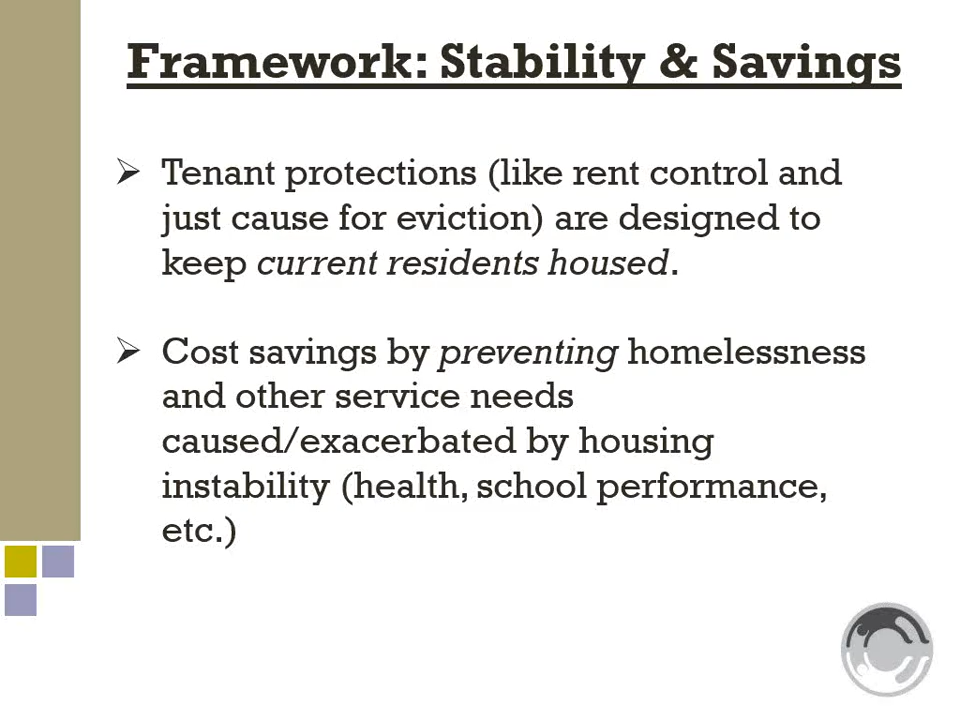 Framework: Stability & Savings
➢ Tenant protections (like rent control and
just cause for eviction) are designed to
keep current residents housed.
➢ Cost savings by preventing homelessness
and other service needs
caused/exacerbated by housing
instability (health, school performance,
etc.)